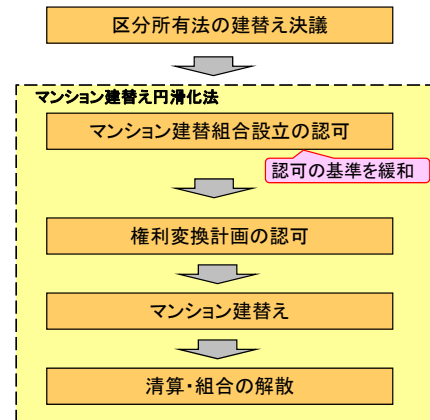 区分所有法の建替え決議
マンション建替え円滑化法
マンション建替組合設立の認可
認可の基準を緩和
権利変換計画の認可
マンション建替え
清算・組合の解散